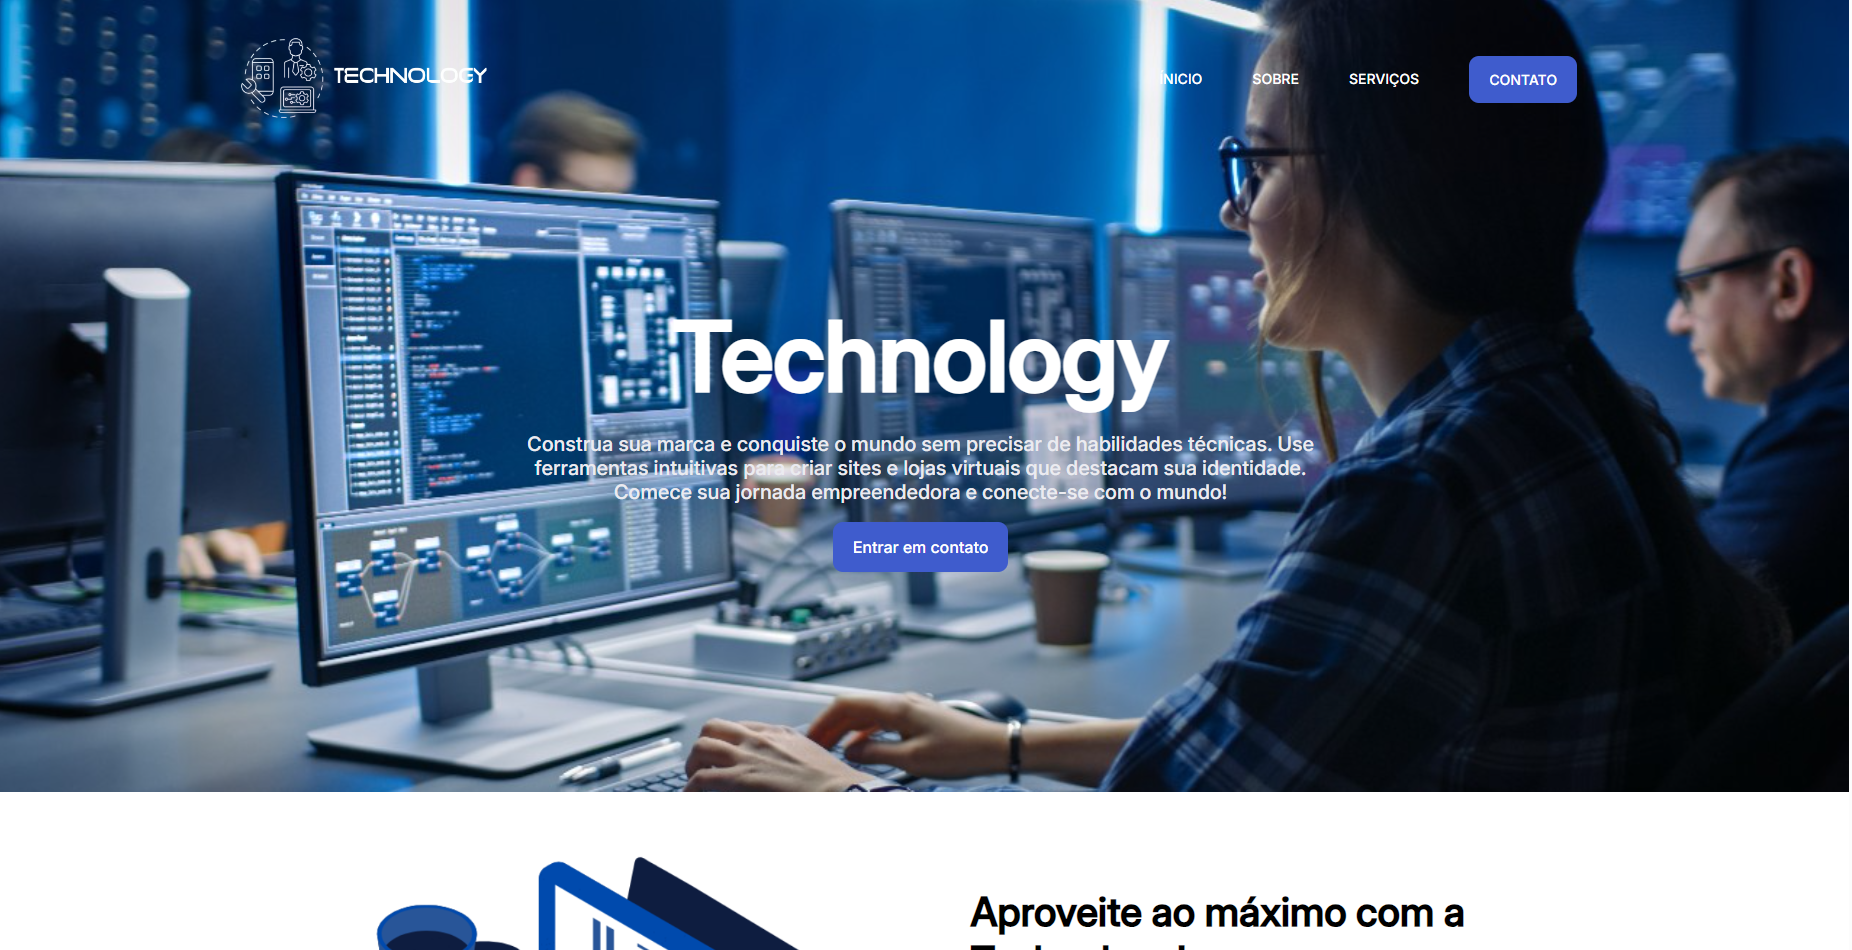 TECHNOLOGY
INICIO
SOBRE
SERVIÇOS
CONTATO
Technology
Construa sua marca e conquiste o mundo sem precisar de habilidades técnicas. Use
ferramentas intuitivas para criar sites e lojas virtuais que destacam sua identidade.
Comece sua jornada empreendedora e conecte-se com o mundo!
Entrar em contato
Aproveite ao máximo com a